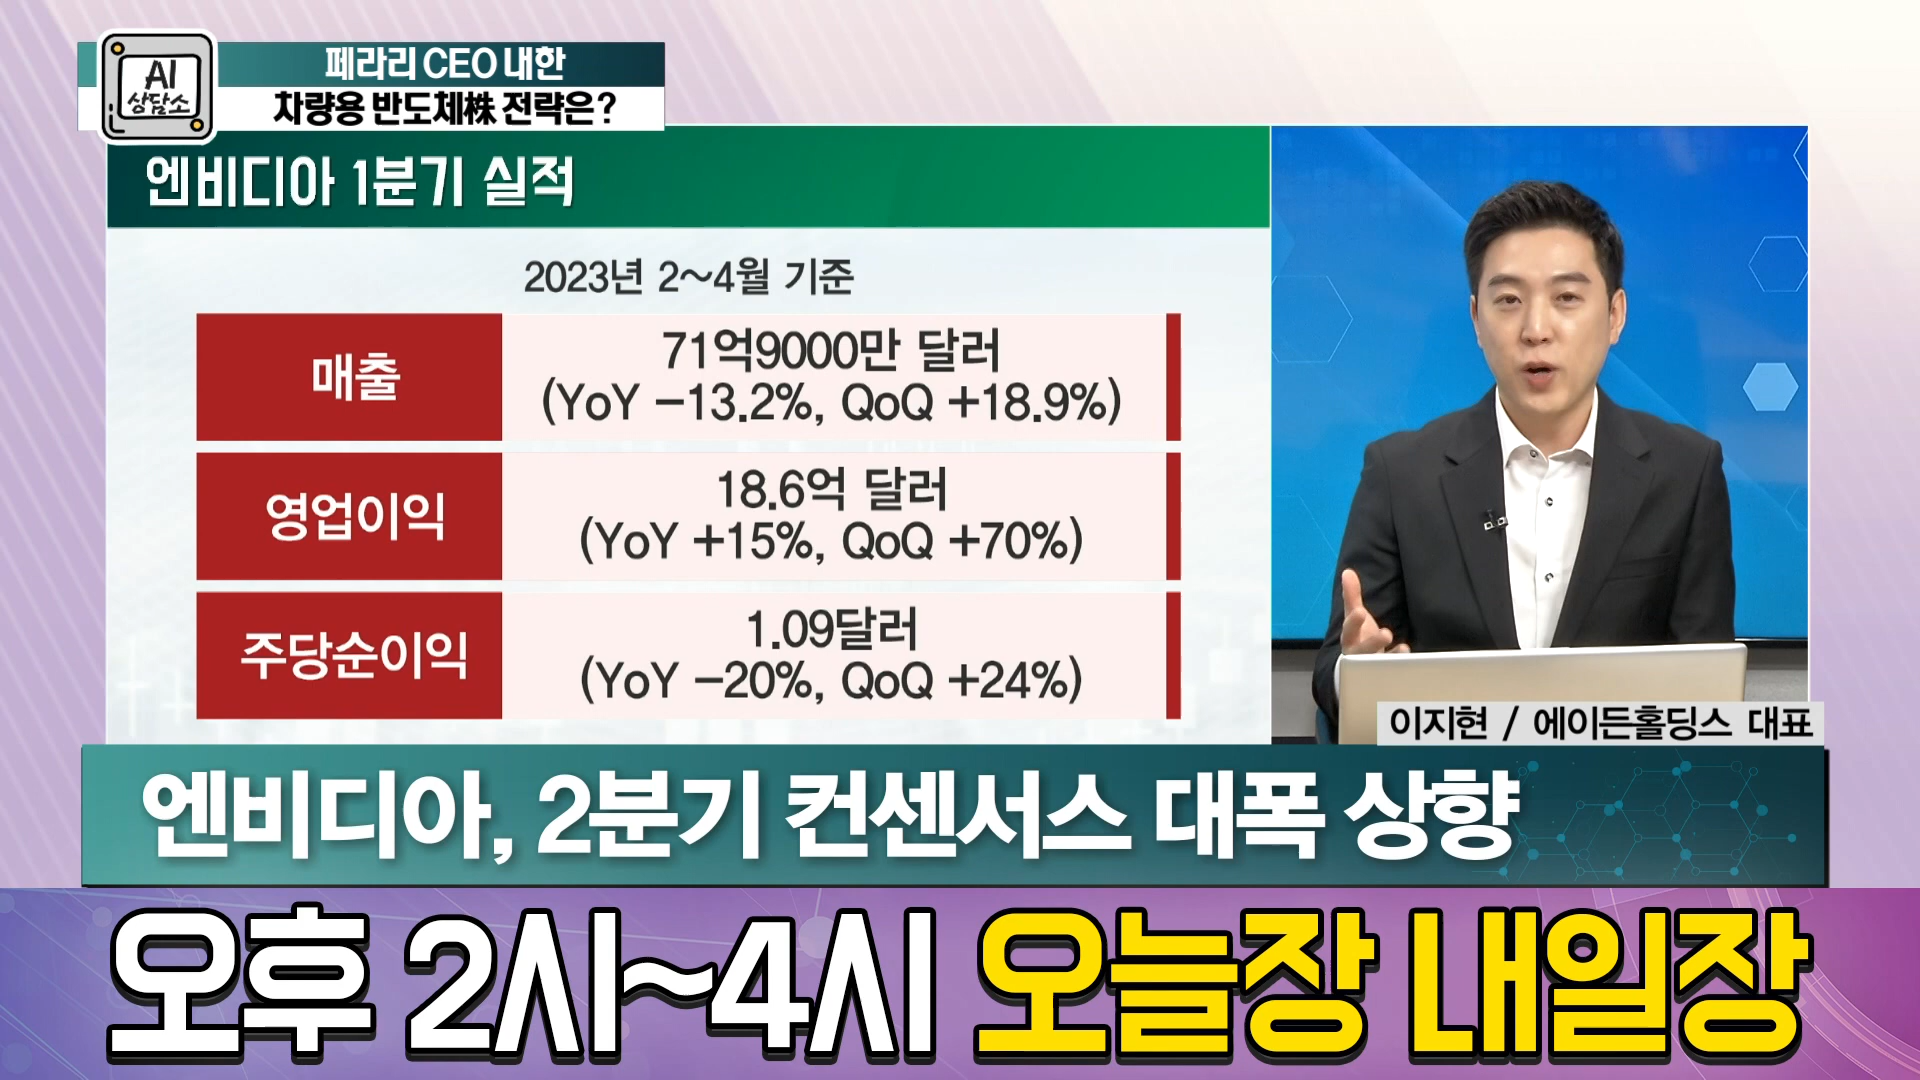 AI
상담소
페라리 CEO 내한
차량용 반도체株 전략은?
엔비디아 1분기 실적
2023년 2~4월 기준
매출
71억9000만 달러
(YoY -13.2%, QoQ +18.9%)
영업이익
18.6억 달러
(YoY +15%, QoQ +70%)
주당순이익
1.09달러
(YoY -20%, QoQ +24%)
이지현 / 에이든홀딩스 대표
엔비디아, 2분기 컨센서스 대폭 상향
오후 2시~4시 오늘장 내일장